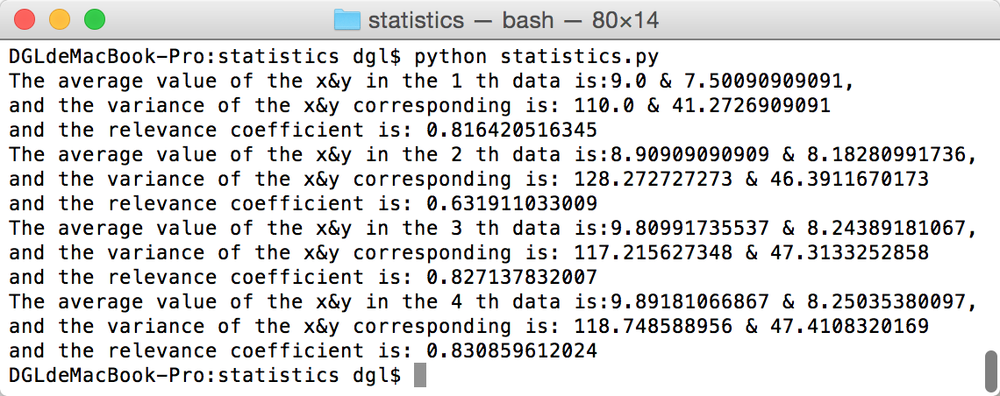 statistics — bash — 80×14
DGLdeMacBook-Pro:statistics dgl$ python statistics.py
The average value of the x&y in the 1 th data is:9.0 & 7.50090909091,
and the variance of the x&y corresponding is: 110.0 & 41.2726909091
and the relevance coefficient is: 0.816420516345
The average value of the x&y in the 2 th data is:8.90909090909 & 8.18280991736,
and the variance of the x&y corresponding is: 128.272727273 & 46.3911670173
and the relevance coefficient is: 0.631911033009
The average value of the x&y in the 3 th data is:9.80991735537 & 8.24389181067,
and the variance of the x&y corresponding is: 117.215627348 & 47.3133252858
and the relevance coefficient is: 0.827137832007
The average value of the x&y in the 4 th data is:9.89181066867 & 8.25035380097,
and the variance of the x&y corresponding is: 118.748588956 & 47.4108320169
and the relevance coefficient is: 0.830859612024
DGLdeMacBook-Pro:statistics dgl$